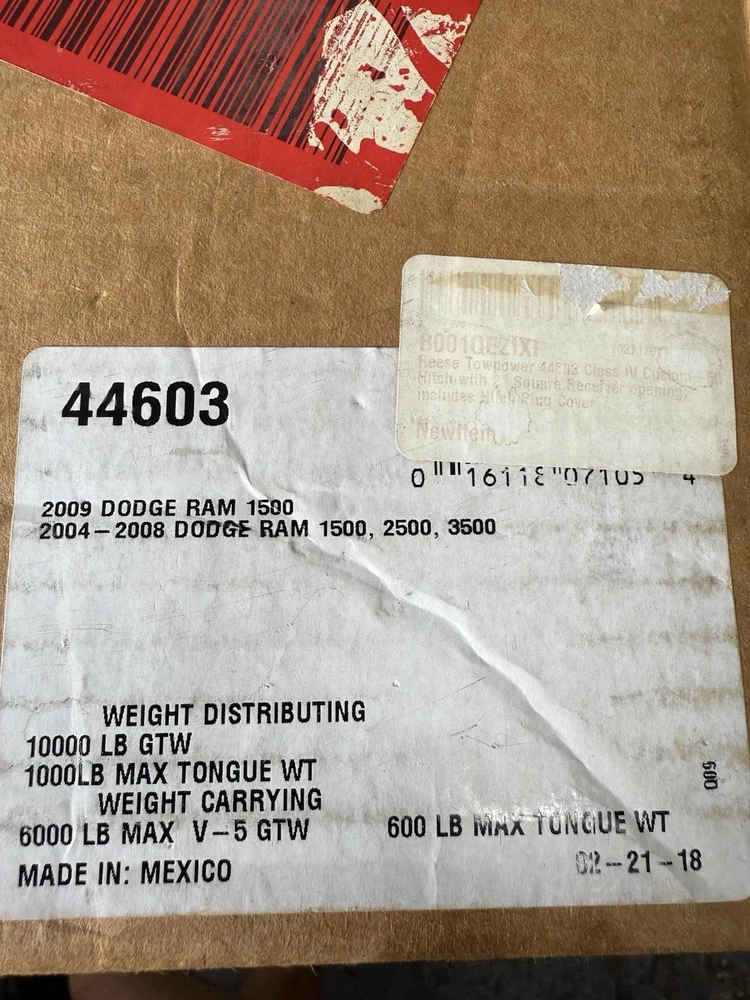 44603
B001QEZIXI
Reese Towpower 44603 Class IV Custom
Hitch with 2" Square Receiver opening,
includes Hitch Plug Cover
NewItem
0 16118 07105 4
2009 DODGE RAM 1500
2004-2008 DODGE RAM 1500, 2500, 3500
WEIGHT DISTRIBUTING
10000 LB GTW
1000LB MAX TONGUE WT
WEIGHT CARRYING
6000 LB MAX V-5 GTW 600 LB MAX TONGUE WT
MADE IN: MEXICO 02-21-18